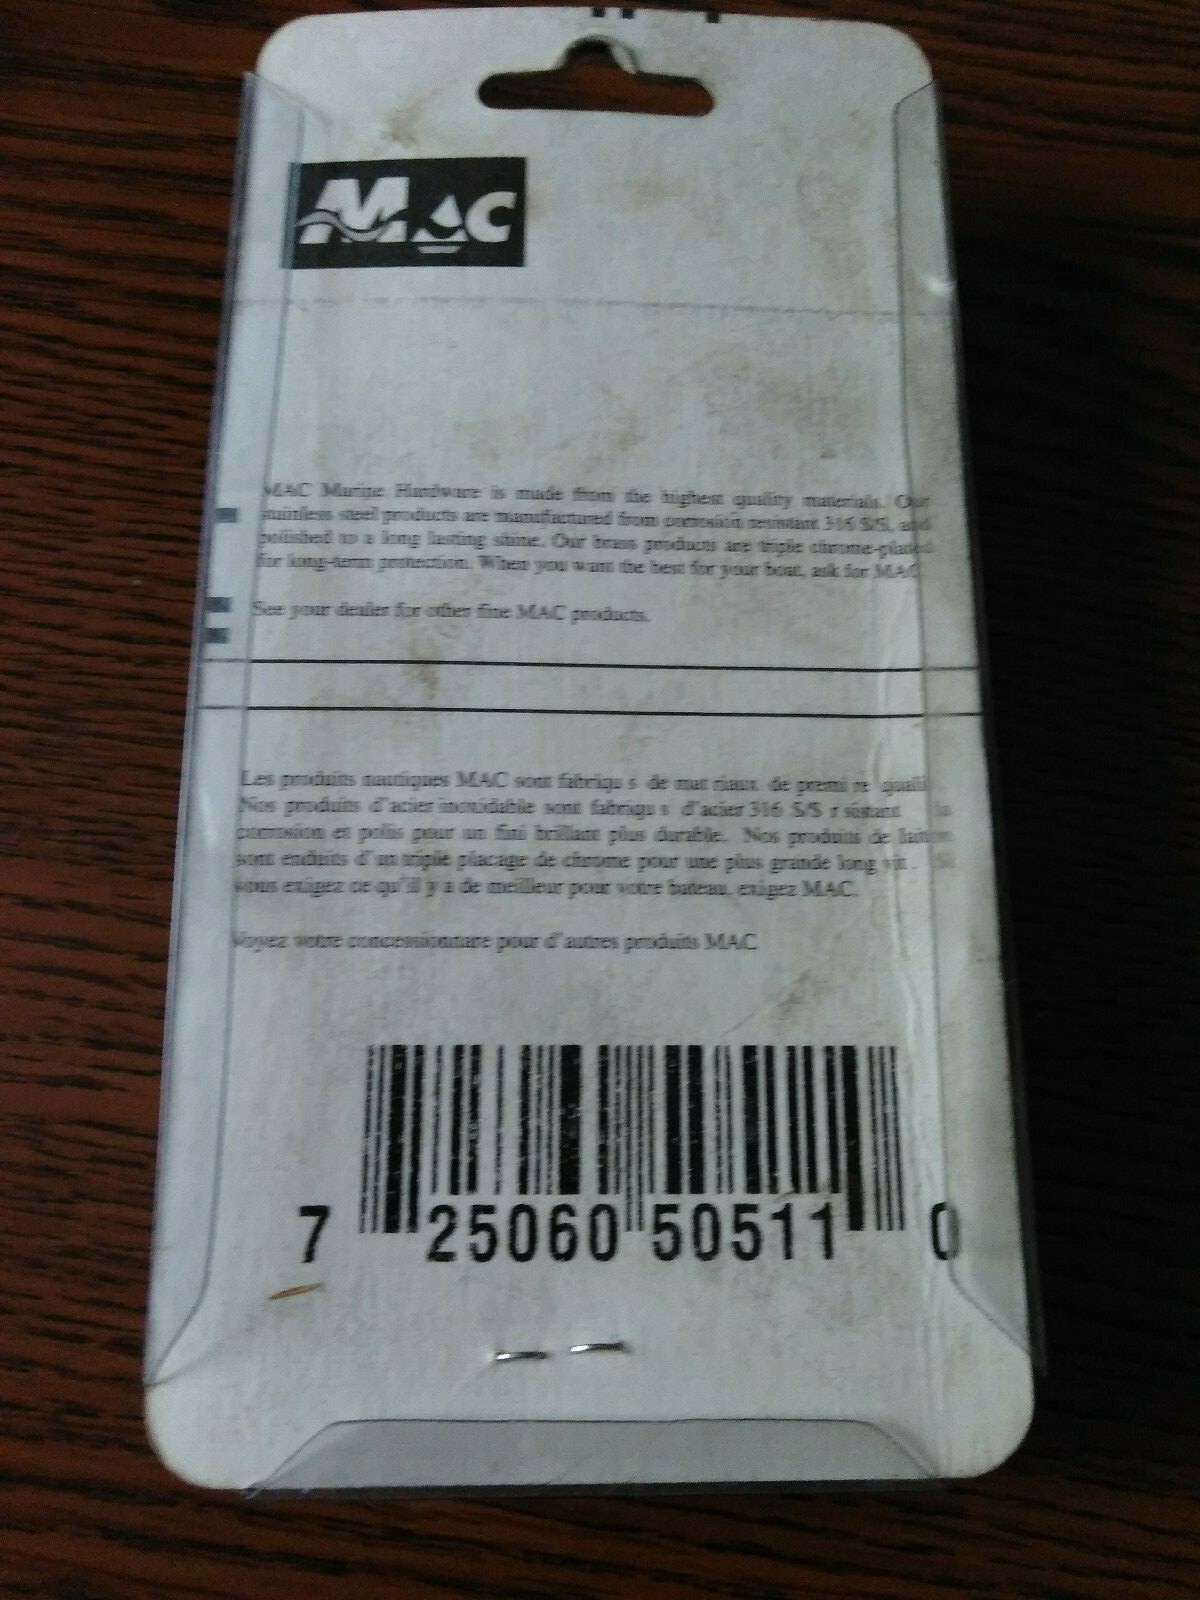 MAC
MAC Marine Hardware is made from the highest quality materials. Our
stainless steel products are manufactured from corrosion resistant 316 S/S, and
polished to a long lasting shine. Our brass products are triple chrome-plated
for long-term protection. When you want the best for your boat, ask for MAC
See your dealer for other fine MAC products.
Les produits nautiques MAC sont fabriqu s de mat riaux de premi re quali
Nos produits d'acier inoxidable sont fabriqu s d'acier 316 S/S r sistant la
corrosion et polis pour un fini brillant plus durable. Nos produits de laiton
sont enduits d'un triple placage de chrome pour une plus grande long vit . Si
vous exigez ce qu'il y a de meilleur pour votre bateau, exigez MAC.
Voyez votre concessionnare pour d'autres produits MAC
7 25060 50511 0